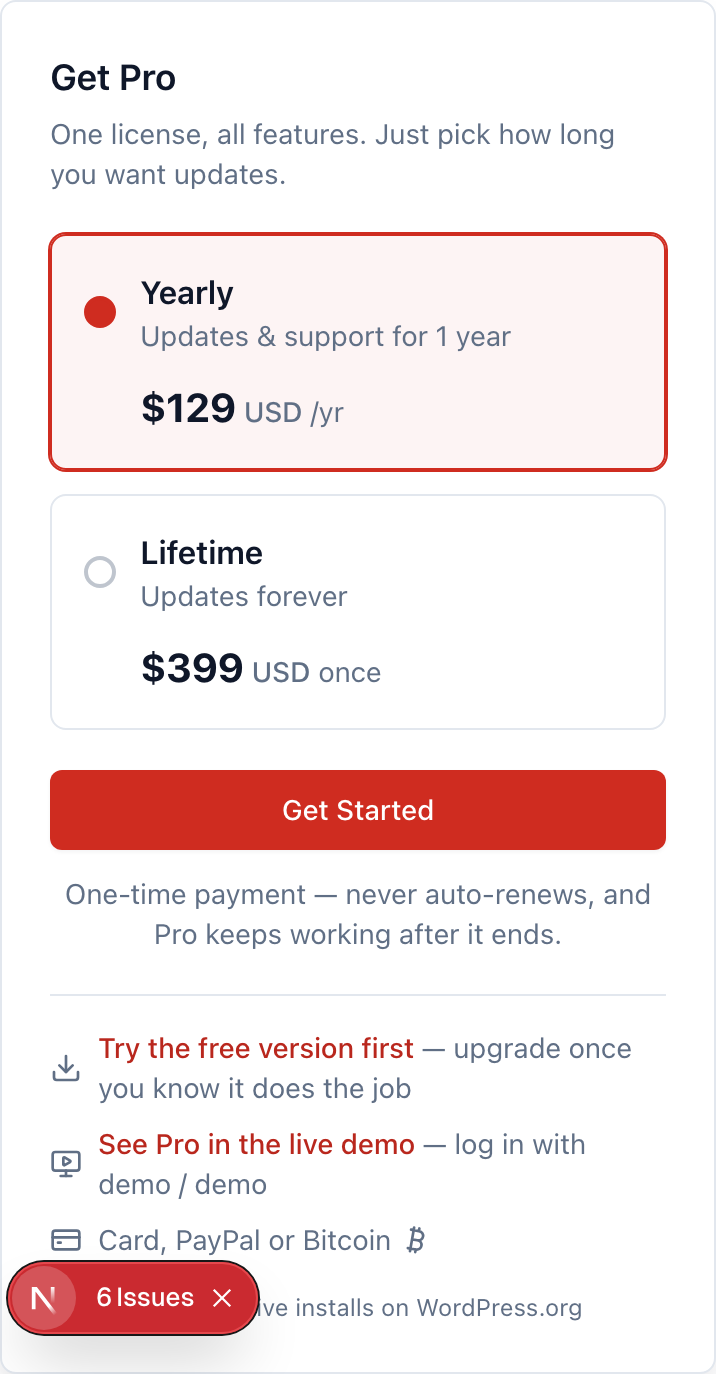 Get Pro
One license, all features. Just pick how long
you want updates.
Yearly
Updates & support for 1 year
$129 USD /yr
Lifetime
Updates forever
$399 USD once
Get Started
One-time payment — never auto-renews, and
Pro keeps working after it ends.
Try the free version first — upgrade once
you know it does the job
See Pro in the live demo — log in with
demo / demo
Card, PayPal or Bitcoin ₿
N 6 Issues ×
installs on WordPress.org